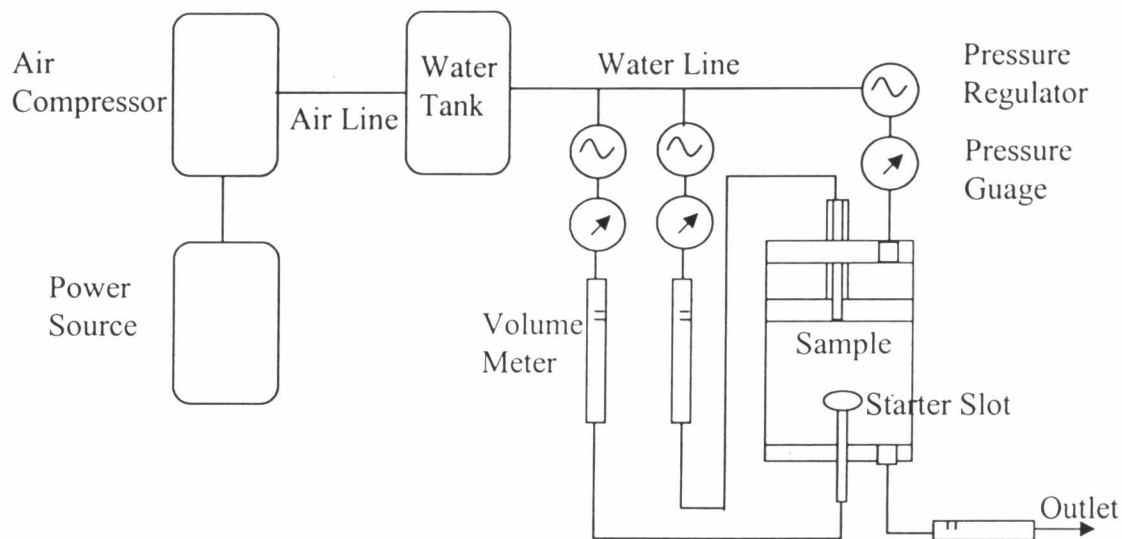 Air
Compressor
Air Line
Water
Tank
Water Line
Pressure
Regulator
Pressure
Guage
Power
Source
Volume
Meter
Sample
Starter Slot
Outlet